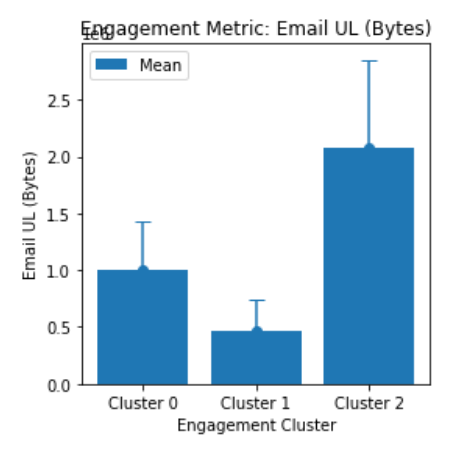 Engagement Metric: Email UL (Bytes)
1e6
Mean
Email UL (Bytes)
2.5
2.0
1.5
1.0
0.5
0.0
Cluster 0 Cluster 1 Cluster 2
Engagement Cluster